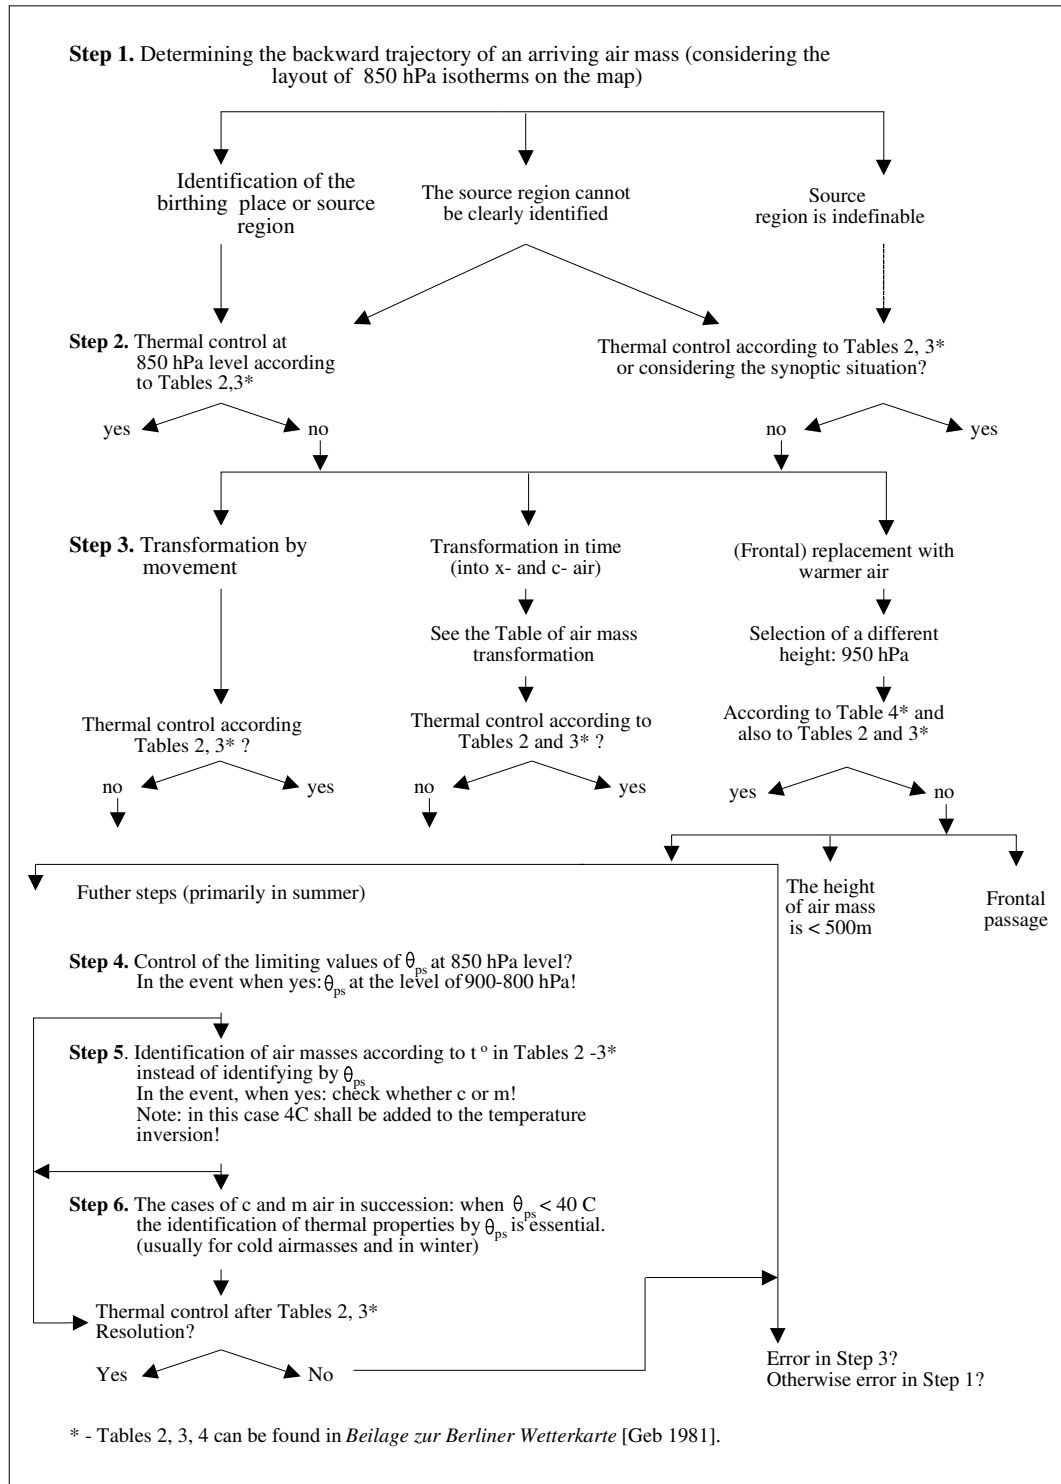 Step 1. Determining the backward trajectory of an arriving air mass (considering the
layout of 850 hPa isotherms on the map)
Identification of the
birthing place or source
region
The source region cannot
be clearly identified
Source
region is indefinable
Step 2. Thermal control at
850 hPa level according
to Tables 2,3*
Thermal control according to Tables 2, 3*
or considering the synoptic situation?
yes
no
no
yes
Step 3. Transformation by
movement
Transformation in time
(into x- and c- air)
(Frontal) replacement with
warmer air
See the Table of air mass
transformation
Selection of a different
height: 950 hPa
Thermal control according
Tables 2, 3* ?
Thermal control according to
Tables 2 and 3* ?
According to Table 4* and
also to Tables 2 and 3*
no
yes
no
yes
yes
no
Futher steps (primarily in summer)
The height
of air mass
is < 500m
Frontal
passage
Step 4. Control of the limiting values of θps at 850 hPa level?
In the event when yes: θps at the level of 900-800 hPa!
Step 5. Identification of air masses according to t º in Tables 2 -3*
instead of identifying by θps
In the event, when yes: check whether c or m!
Note: in this case 4C shall be added to the temperature
inversion!
Step 6. The cases of c and m air in succession: when θps < 40 C
the identification of thermal properties by θps is essential.
(usually for cold airmasses and in winter)
Thermal control after Tables 2, 3*
Resolution?
Yes
No
Error in Step 3?
Otherwise error in Step 1?
* - Tables 2, 3, 4 can be found in Beilage zur Berliner Wetterkarte [Geb 1981].